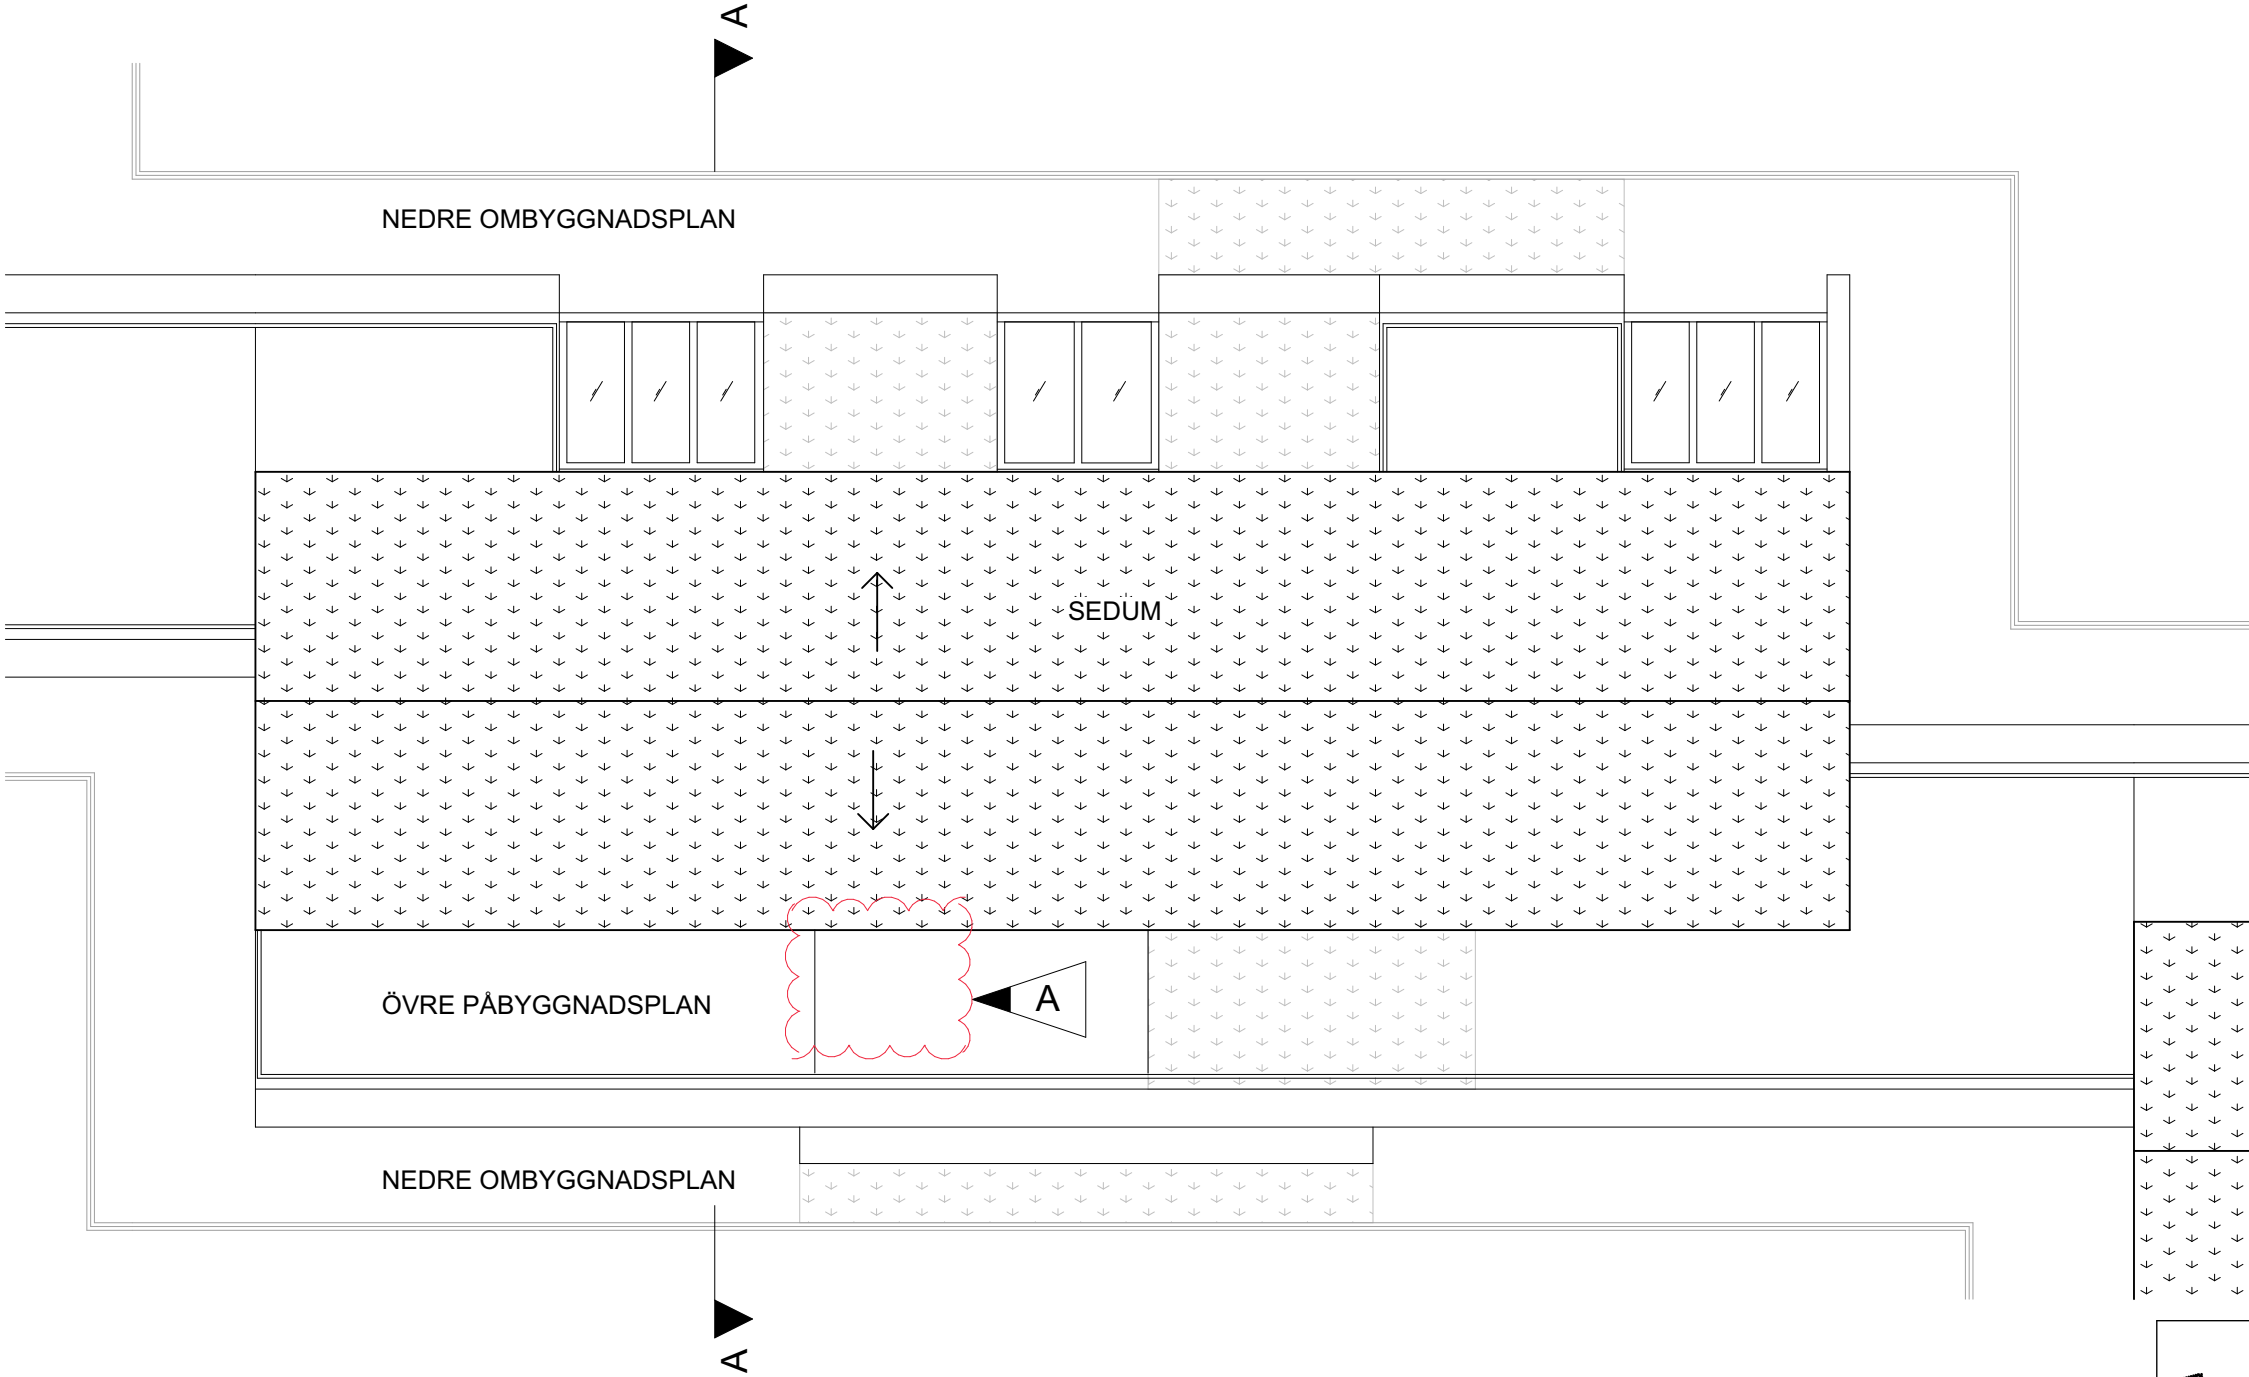 A
NEDRE OMBYGGNADSPLAN
SEDUM
ÖVRE PÅBYGGNADSPLAN
A
NEDRE OMBYGGNADSPLAN
A